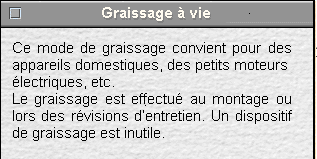 Graissage à vie
Ce mode de graissage convient pour des
appareils domestiques, des petits moteurs
électriques, etc.
Le graissage est effectué au montage ou
lors des révisions d'entretien. Un dispositif
de graissage est inutile.